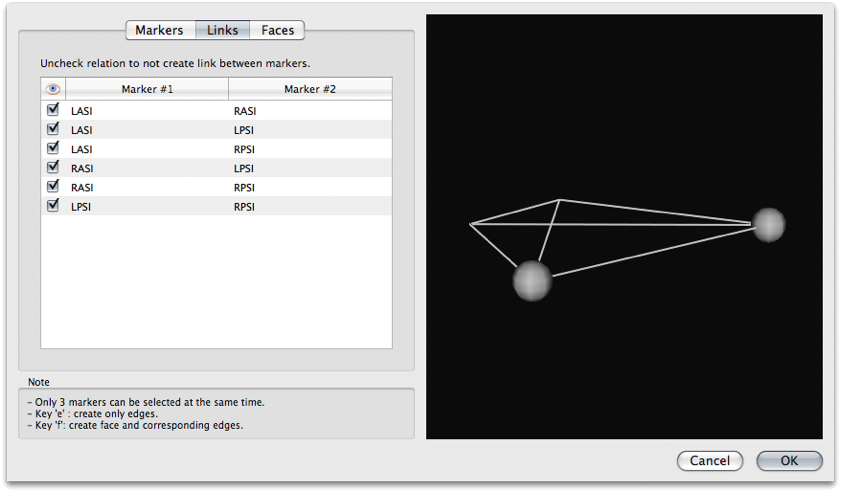 Markers Links Faces
Uncheck relation to not create link between markers.
Marker #1 Marker #2
LASI RASI
LASI LPSI
LASI RPSI
RASI LPSI
RASI RPSI
LPSI RPSI
Note
- Only 3 markers can be selected at the same time.
- Key 'e' : create only edges.
- Key 'f': create face and corresponding edges.
Cancel OK